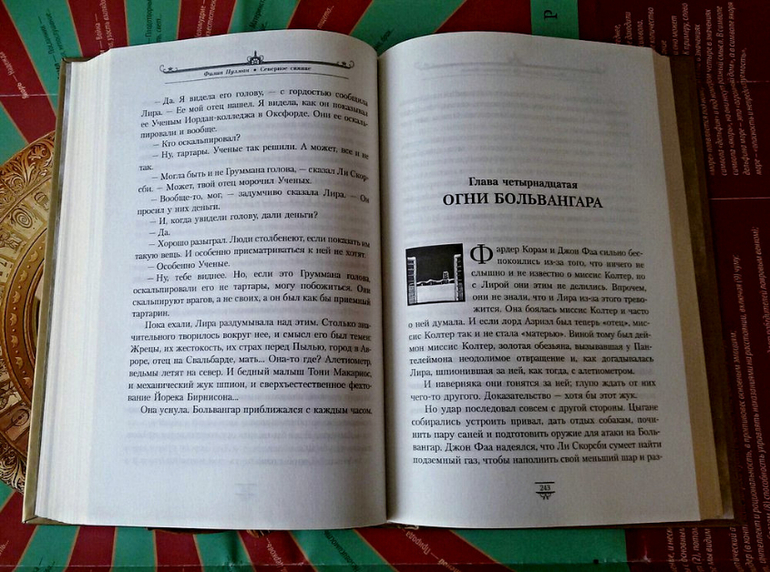 Филип Пулман • Северное сияние
— Да. Я видела его голову, — с гордостью сообщила
Лира. — Ее мой отец нашел. Я видела, как он показывал
ее Ученым Иордан-колледжа в Оксфорде. Они ее оскаль-
пировали и вообще.
— Кто оскальпировал?
— Ну, тартары. Ученые так решили. А может, все и не
так.
— Могла быть и не Груммана голова, — сказал Ли Скор-
сби. — Может, твой отец морочил Ученых.
— Вообще-то, мог, — задумчиво сказала Лира. — Он
просил у них деньги.
— И, когда увидели голову, дали деньги?
— Да.
— Хорошо разыграл. Люди столбенеют, если показать им
такую вещь. И особенно присматриваться к ней не хотят.
— Особенно Ученые.
— Ну, тебе виднее. Но, если это Груммана голова,
оскальпировали его не тартары, могу побожиться. Они
скальпируют врагов, а не своих, а он был как бы приемный
тартарин.
Пока ехали, Лира раздумывала над этим. Столько зна-
чительного творилось вокруг нее, и смысл его был темен:
Жрецы, их жестокость, их страх перед Пылью, город в Ав-
роре, отец на Свальбарде, мать... Она-то где? Алетиометр,
ведьмы летят на север. И бедный малыш Тони Макариос,
и механический жук шпион, и сверхъестественное фехто-
вание Йорека Бирнисона...
Она уснула. Больвангар приближался с каждым часом.
Глава четырнадцатая
ОГНИ БОЛЬВАНГАРА
Фардер Корам и Джон Фаа сильно бес-
покоились из-за того, что ничего не
слышно и не известно о миссис Колтер, но
с Лирой они этим не делились. Впрочем,
они не знали, что и Лира из-за этого трево-
жится. Она боялась миссис Колтер и часто
о ней думала. И если лорд Азриэл был теперь «отец», мис-
сис Колтер так и не стала «матерью». Виной тому был дей-
мон миссис Колтер, золотая обезьяна, вызывавшая у Пан-
телеймона неодолимое отвращение и, как догадывалась
Лира, шпионившая за ней, как тогда, с алетиометром.
И наверняка они гонятся за ней; глупо ждать от них
чего-то другого. Доказательство — хотя бы этот жук.
Но удар последовал совсем с другой стороны. Цыгане
собирались устроить привал, дать отдых собакам, почи-
нить пару саней и подготовить оружие для атаки на Боль-
вангар. Джон Фаа надеялся, что Ли Скорсби сумеет найти
подземный газ, чтобы наполнить свой меньший шар и раз-
243